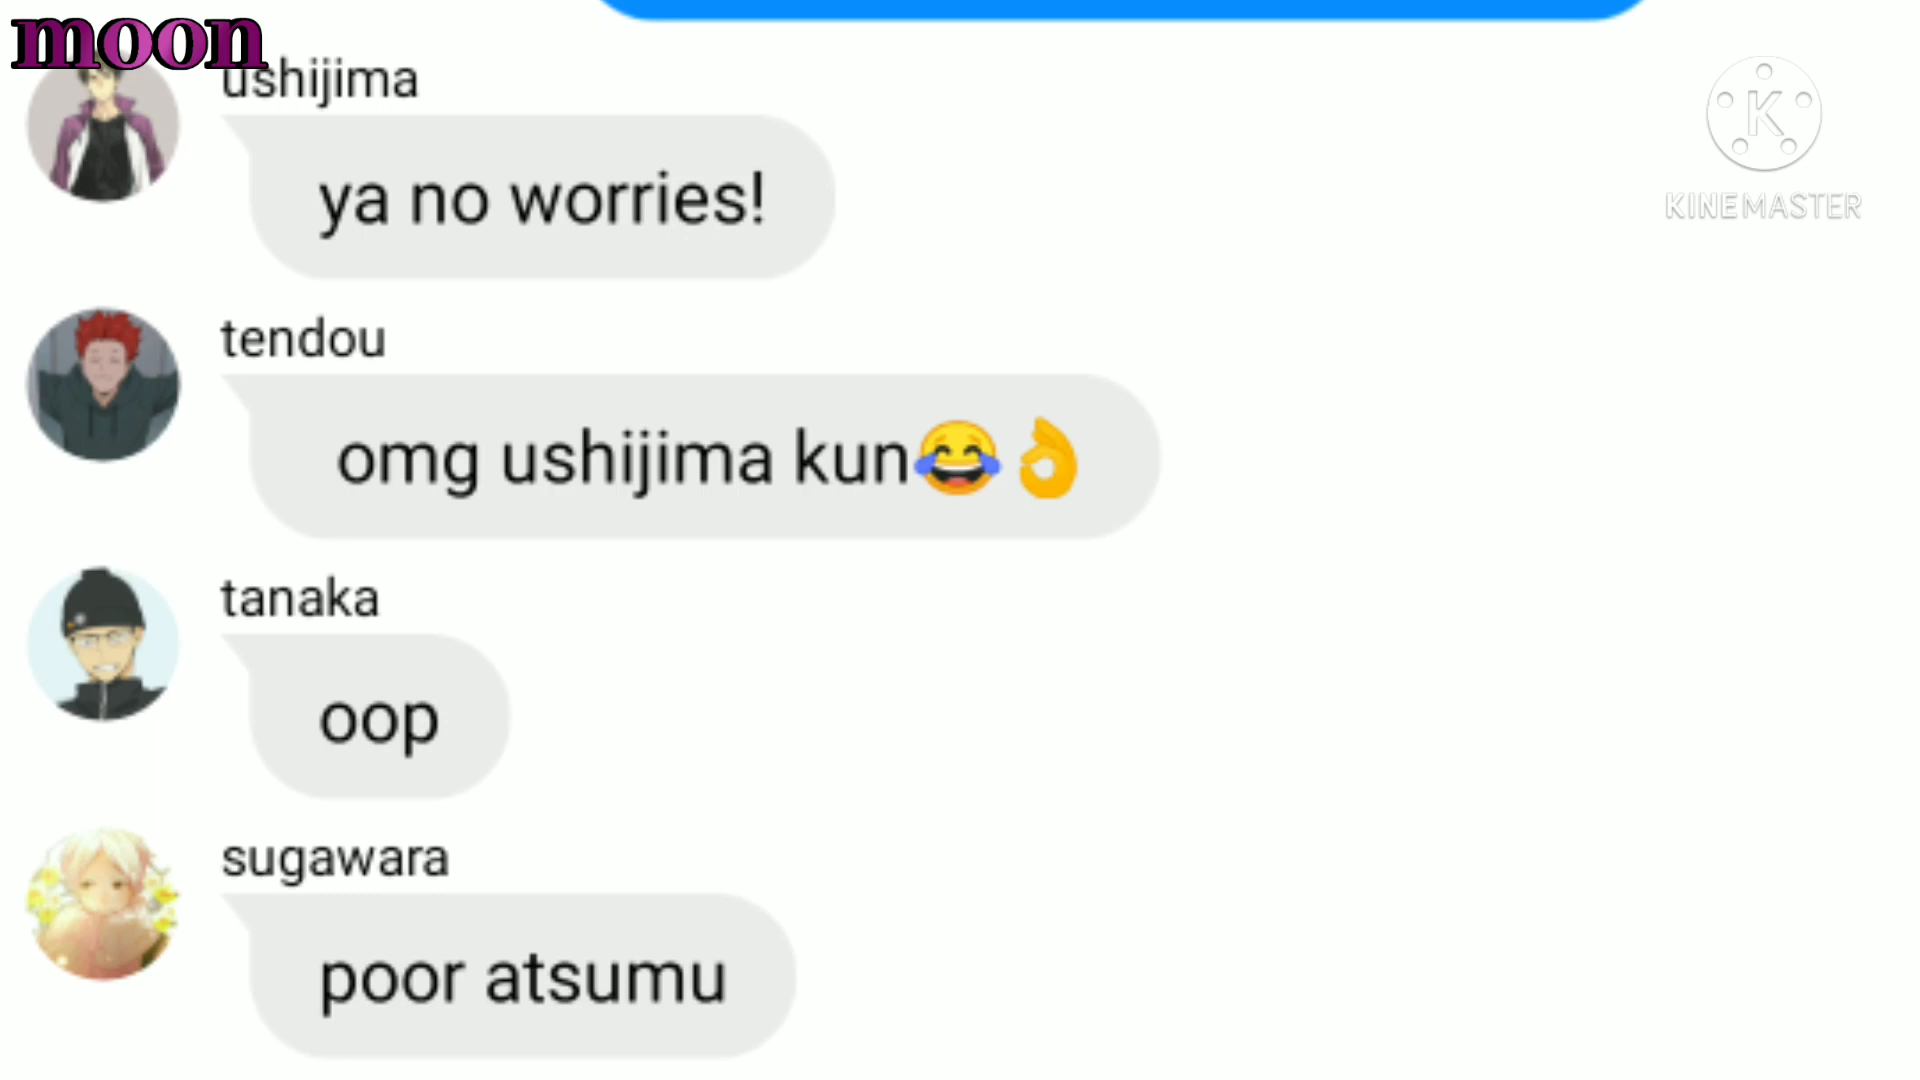 moon
ushijima
ya no worries!
K
KINEMASTER
tendou
omg ushijima kun😂👌
tanaka
oop
sugawara
poor atsumu